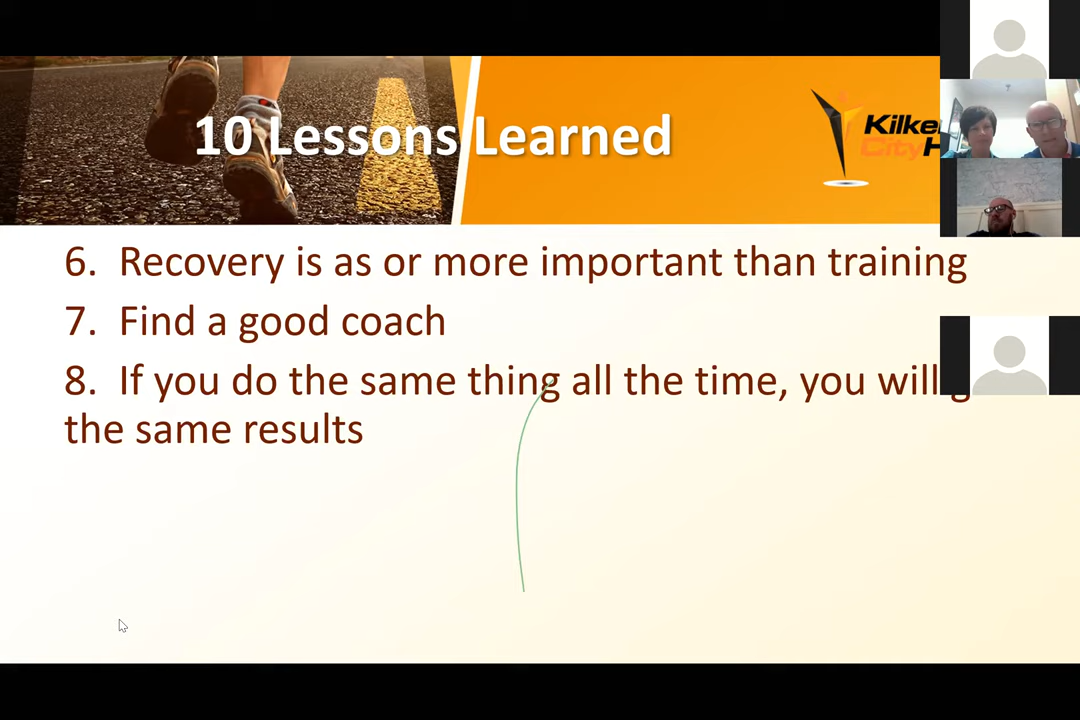 10 Lessons Learned
6. Recovery is as or more important than training
7. Find a good coach
8. If you do the same thing all the time, you will
the same results